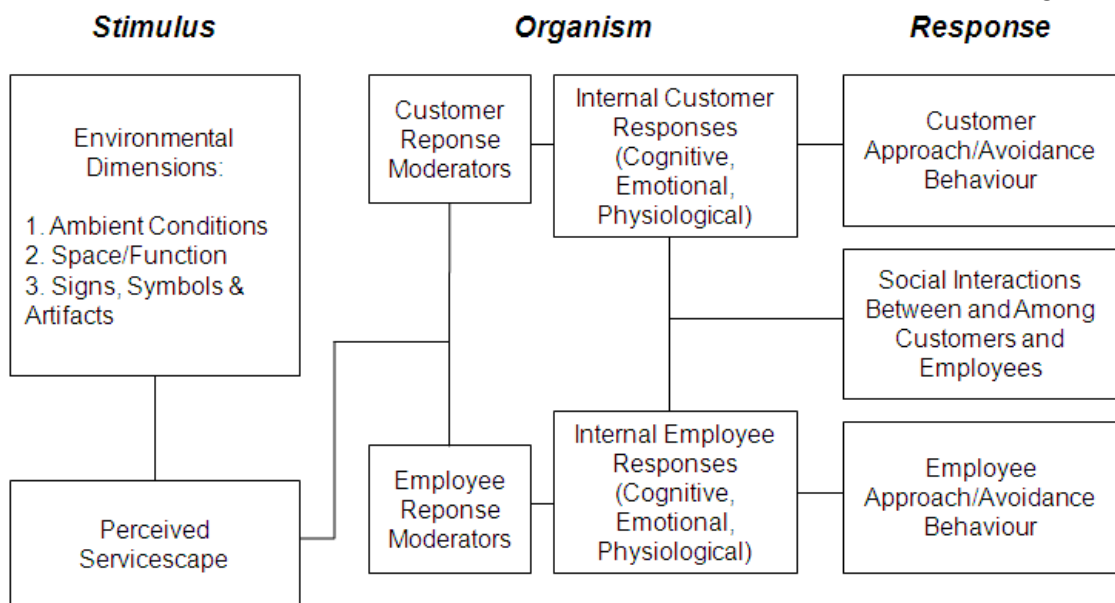 Stimulus
Organism
Response
Environmental
Dimensions:
1. Ambient Conditions
2. Space/Function
3. Signs, Symbols &
Artifacts
Perceived
Servicescape
Customer
Reponse
Moderators
Employee
Reponse
Moderators
Internal Customer
Responses
(Cognitive,
Emotional,
Physiological)
Internal Employee
Responses
(Cognitive,
Emotional,
Physiological)
Customer
Approach/Avoidance
Behaviour
Social Interactions
Between and Among
Customers and
Employees
Employee
Approach/Avoidance
Behaviour